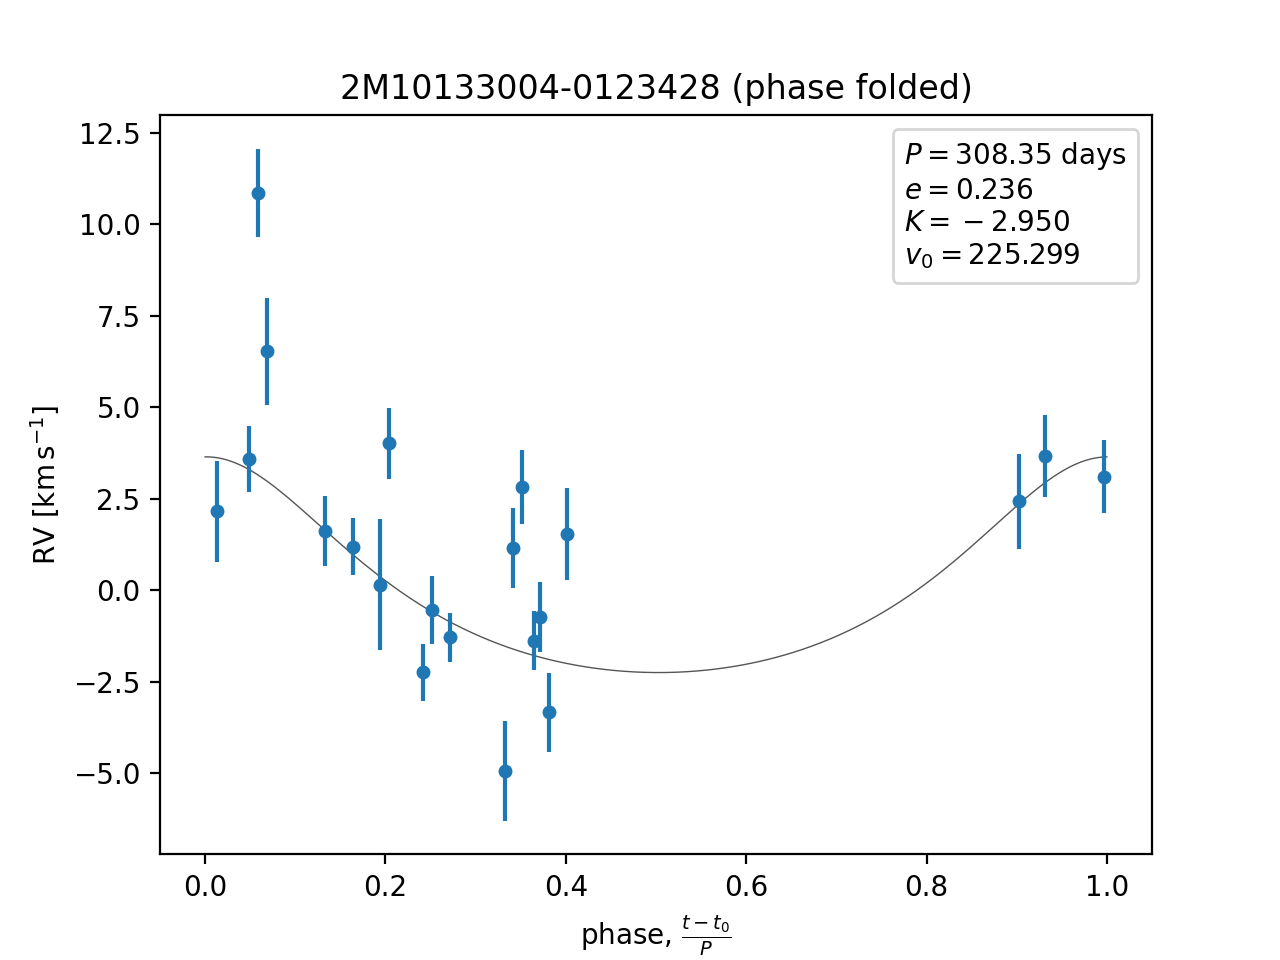 2M10133004-0123428 (phase folded)
P = 308.35 days
e = 0.236
K = −2.950
v₀ = 225.299
RV [km s⁻¹]
12.5
10.0
7.5
5.0
2.5
0.0
−2.5
−5.0
0.0 0.2 0.4 0.6 0.8 1.0
phase, (t − t₀)/P